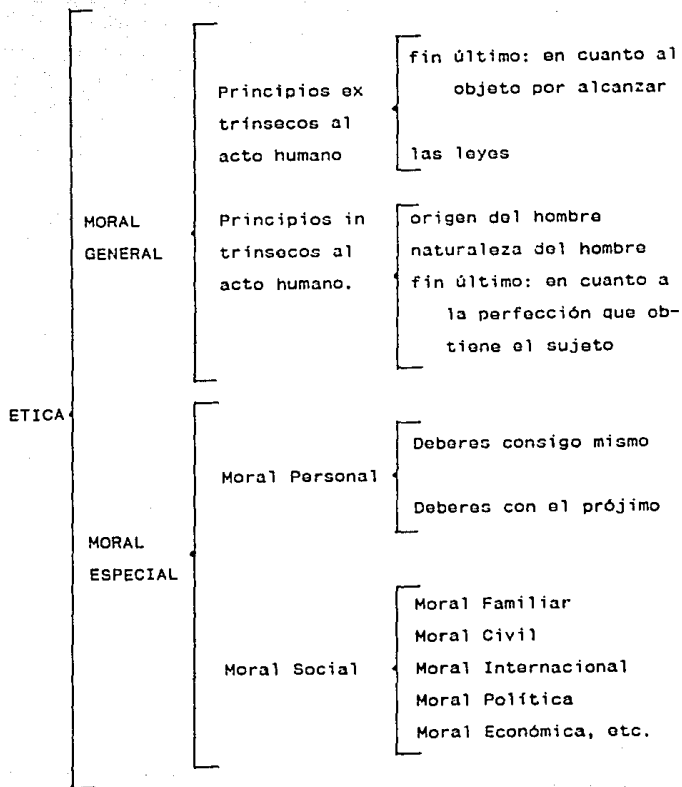 fin último: en cuanto al
objeto por alcanzar
Principios ex
trínsecos al
acto humano
las leyes
MORAL
GENERAL
Principios in
trínsecos al
acto humano.
origen del hombre
naturaleza del hombre
fin último: en cuanto a
la perfección que ob-
tiene el sujeto
ETICA
Deberes consigo mismo
Moral Personal
Deberes con el prójimo
MORAL
ESPECIAL
Moral Familiar
Moral Civil
Moral Social
Moral Internacional
Moral Política
Moral Económica, etc.